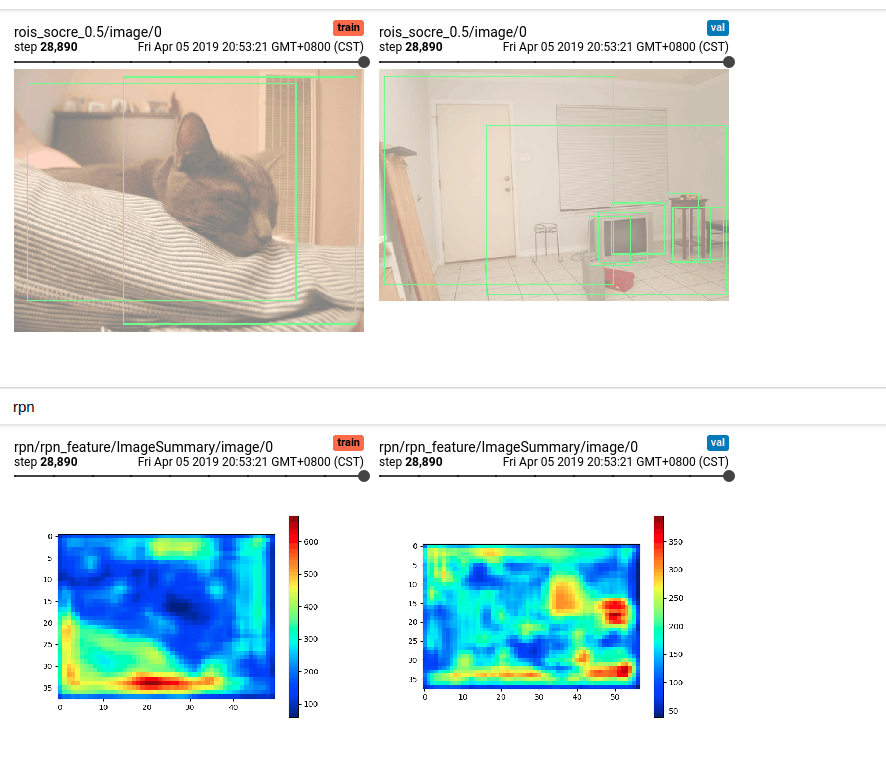 rois_socre_0.5/image/0 train
step 28,890 Fri Apr 05 2019 20:53:21 GMT+0800 (CST)
rois_socre_0.5/image/0 val
step 28,890 Fri Apr 05 2019 20:53:21 GMT+0800 (CST)
rpn
rpn/rpn_feature/ImageSummary/image/0 train
step 28,890 Fri Apr 05 2019 20:53:21 GMT+0800 (CST)
0
5
10
15
20
25
30
35
0 10 20 30 40
600
500
400
300
200
100
rpn/rpn_feature/ImageSummary/image/0 val
step 28,890 Fri Apr 05 2019 20:53:21 GMT+0800 (CST)
0
5
10
15
20
25
30
35
0 10 20 30 40 50
350
300
250
200
150
100
50